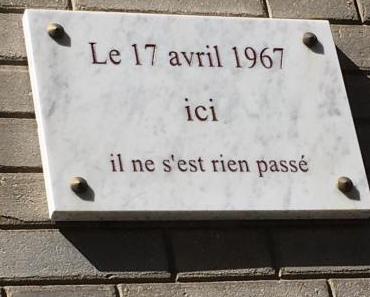 Le 17 avril 1967
ici
il ne s'est rien passé